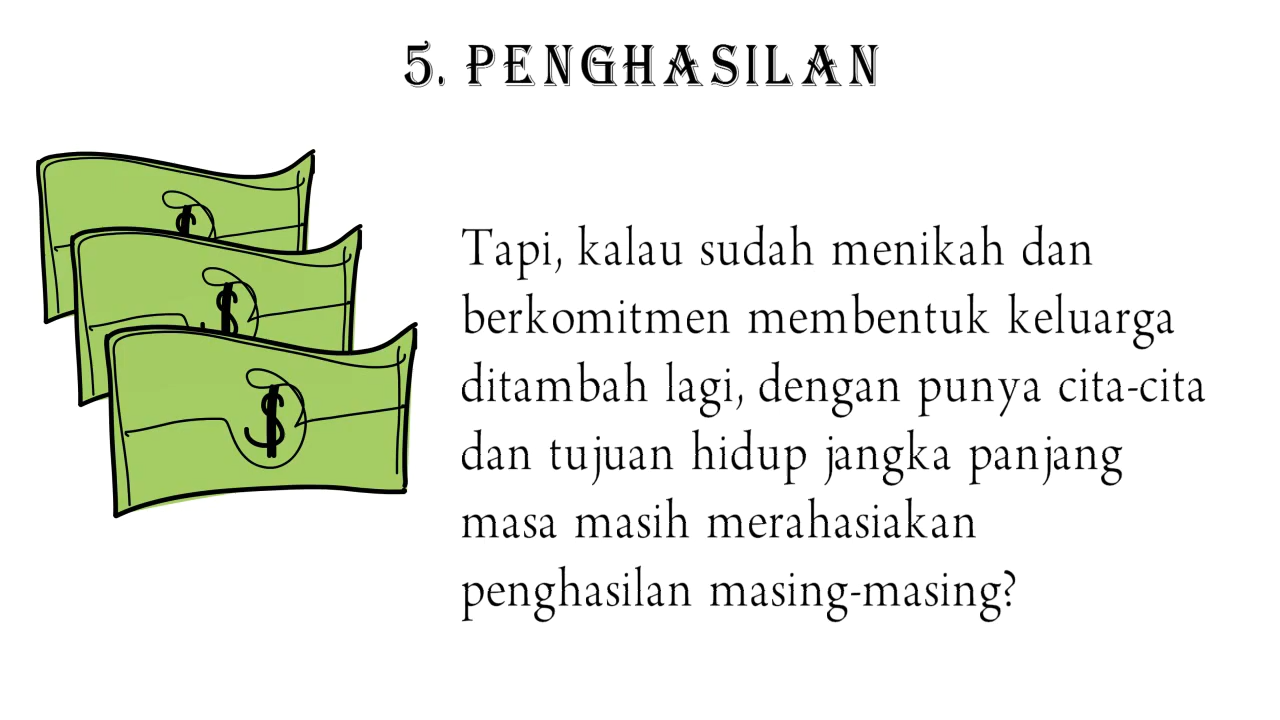 5. PENGHASILAN
Tapi, kalau sudah menikah dan
berkomitmen membentuk keluarga
ditambah lagi, dengan punya cita-cita
dan tujuan hidup jangka panjang
masa masih merahasiakan
penghasilan masing-masing?
$
$
$